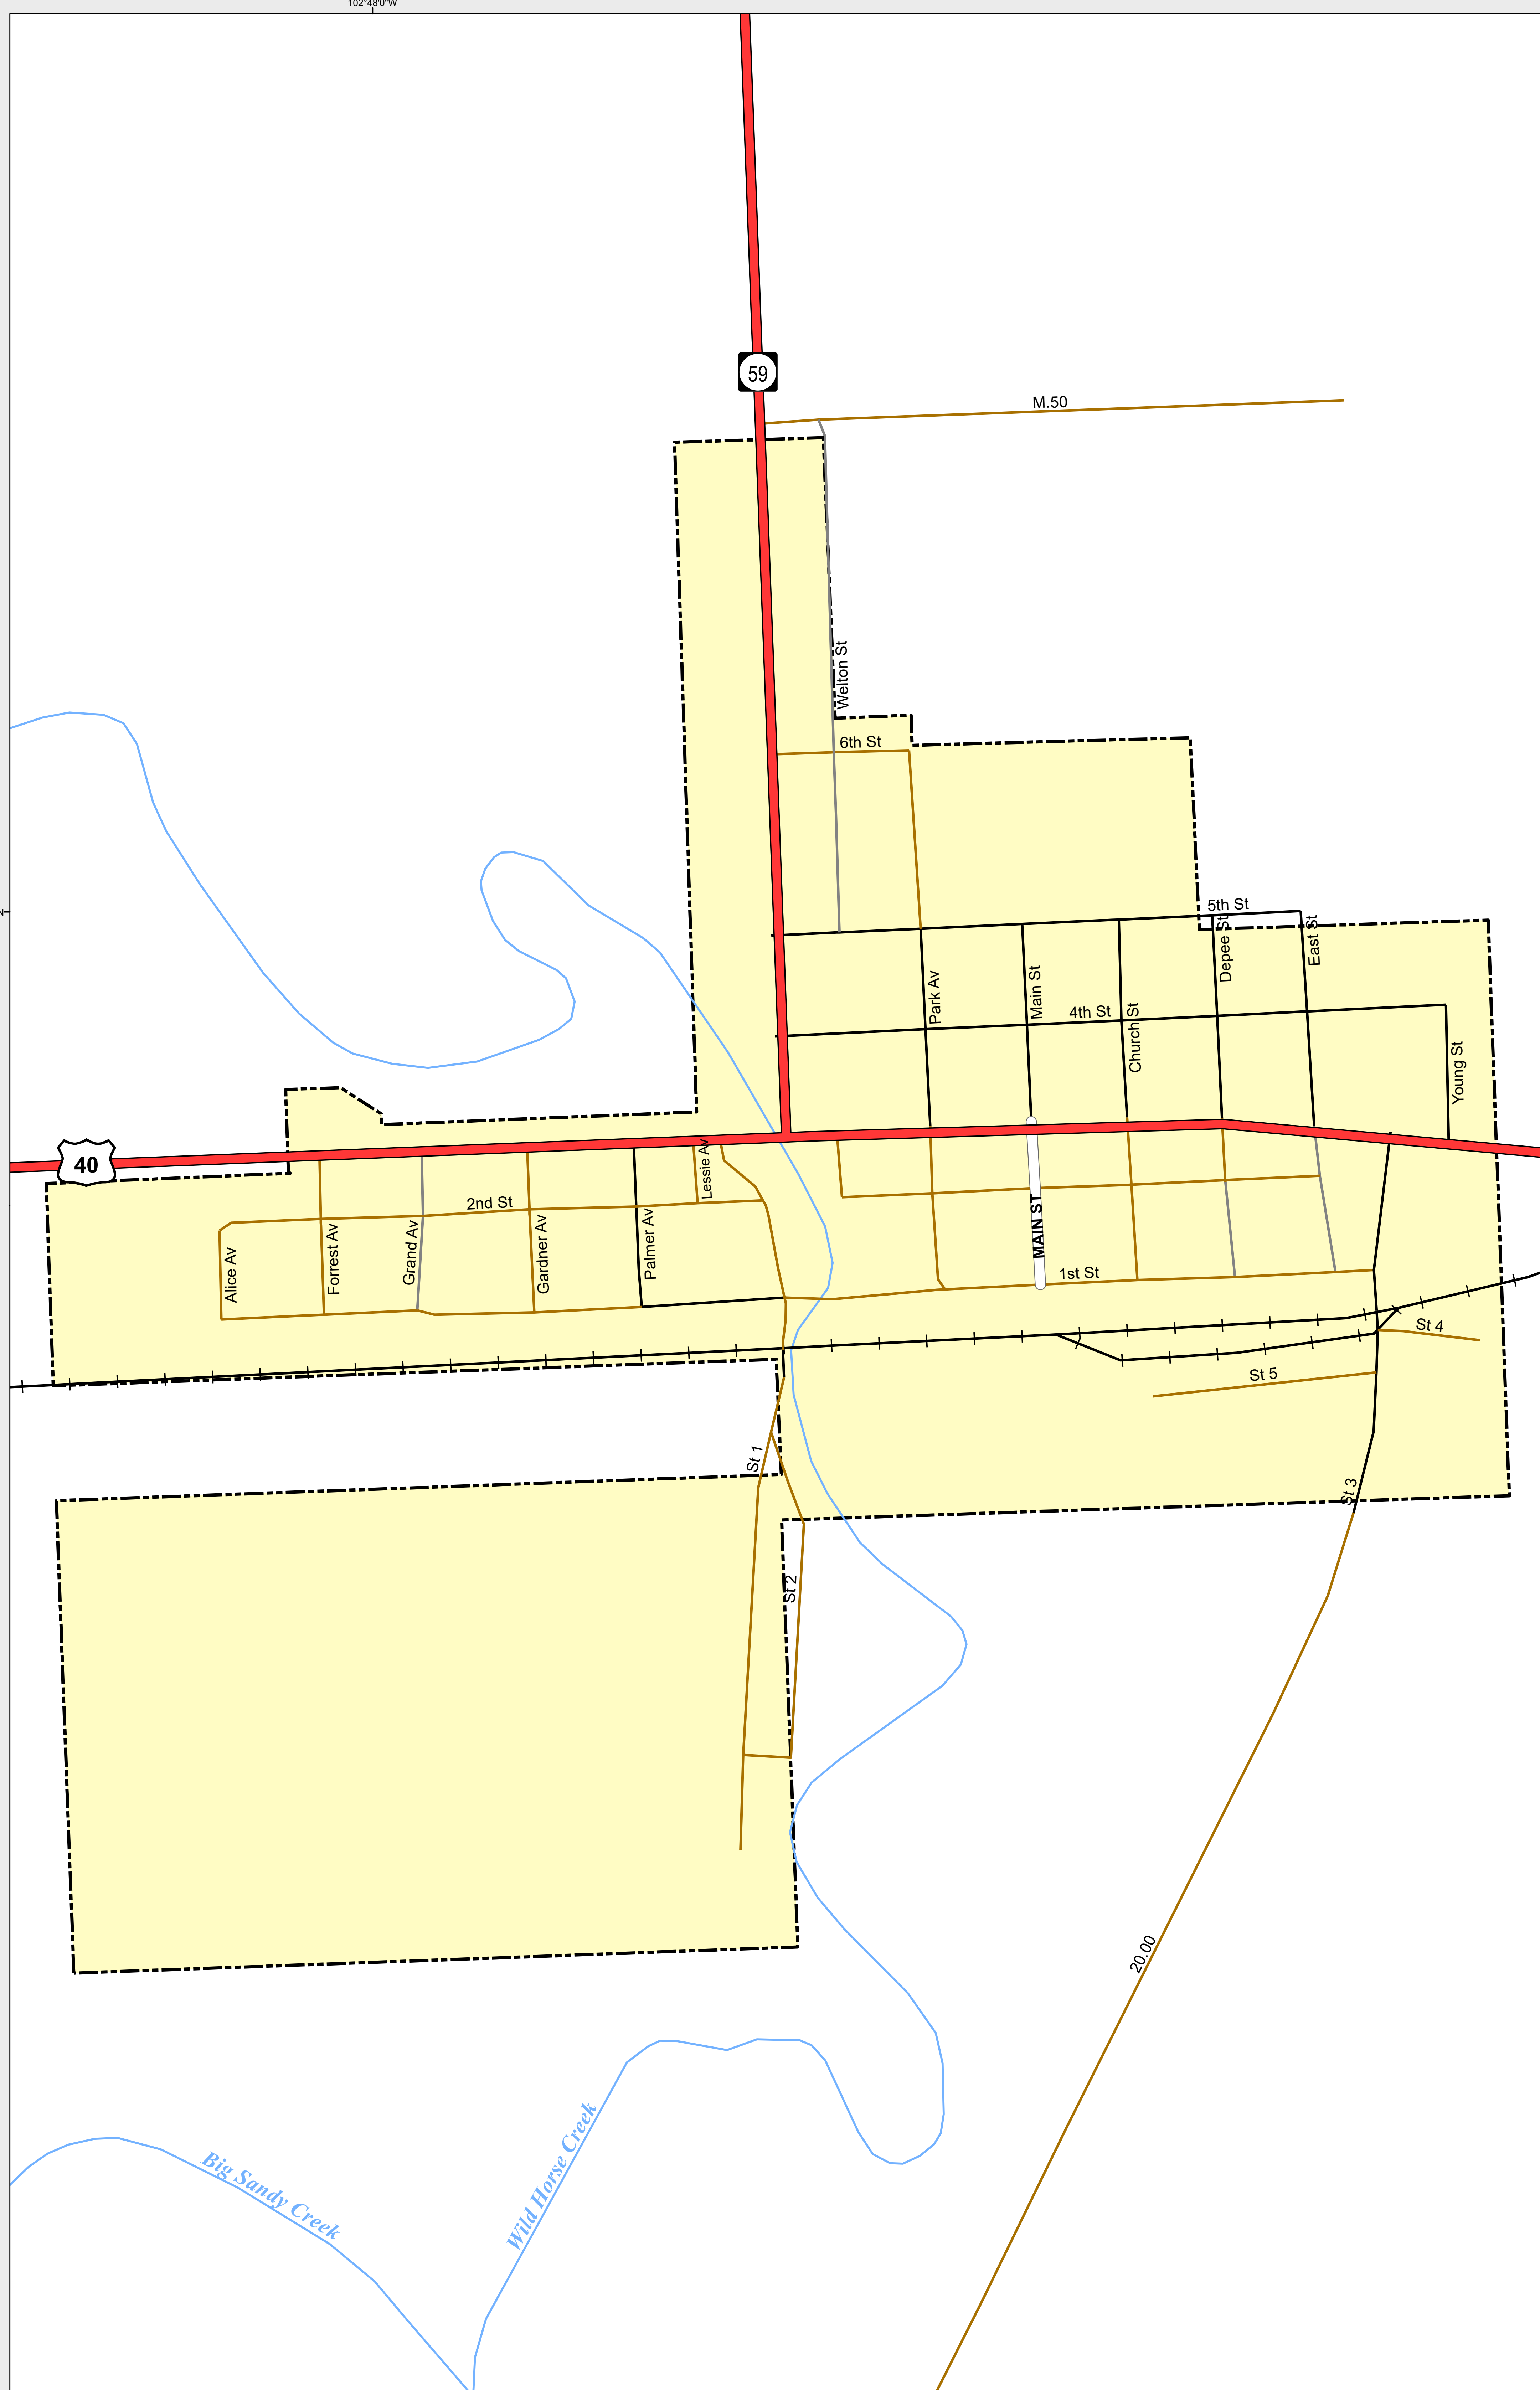 102°48'0"W
59
M.50
Welton St
6th St
5th St
Depee St
East St
Park Av
Main St
4th St
Church St
Young St
40
Lessie Av
2nd St
MAIN ST
Alice Av
Forrest Av
Grand Av
Gardner Av
Palmer Av
1st St
St 4
St 5
St 1
St 3
St 2
20.00
Big Sandy Creek
Wild Horse Creek